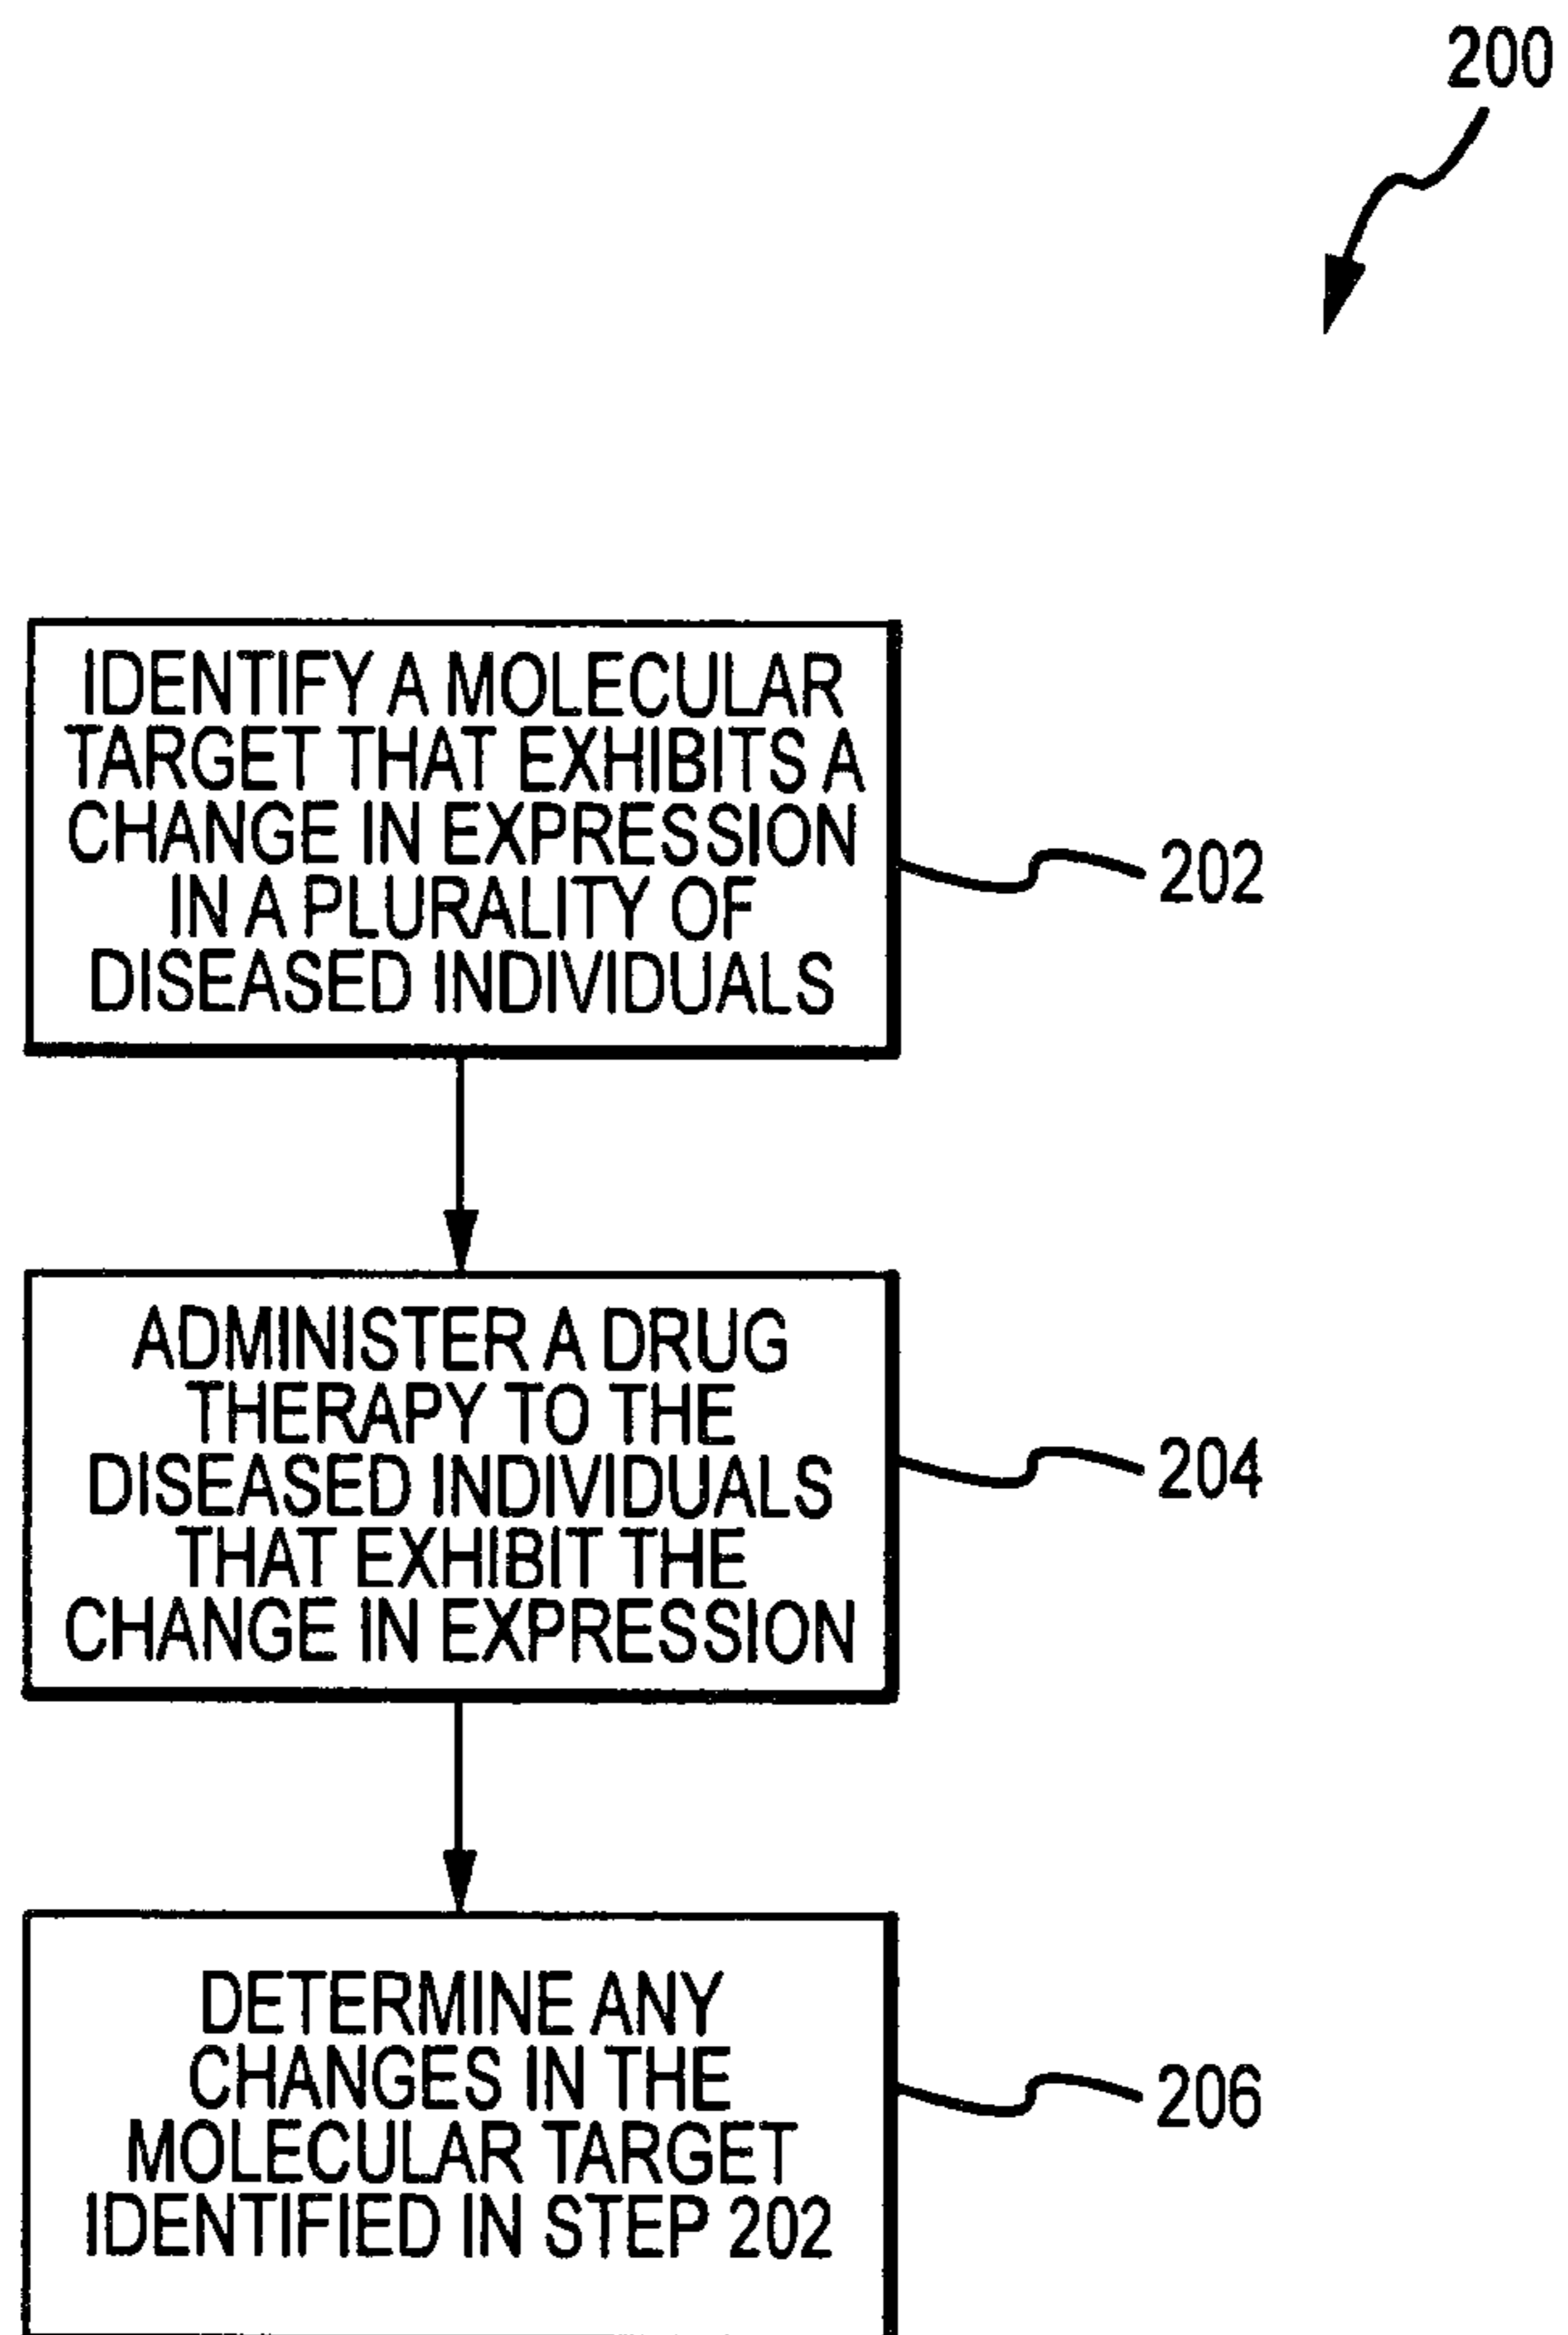 200
IDENTIFY A MOLECULAR
TARGET THAT EXHIBITS A
CHANGE IN EXPRESSION
IN A PLURALITY OF
DISEASED INDIVIDUALS
202
ADMINISTER A DRUG
THERAPY TO THE
DISEASED INDIVIDUALS
THAT EXHIBIT THE
CHANGE IN EXPRESSION
204
DETERMINE ANY
CHANGES IN THE
MOLECULAR TARGET
IDENTIFIED IN STEP 202
206